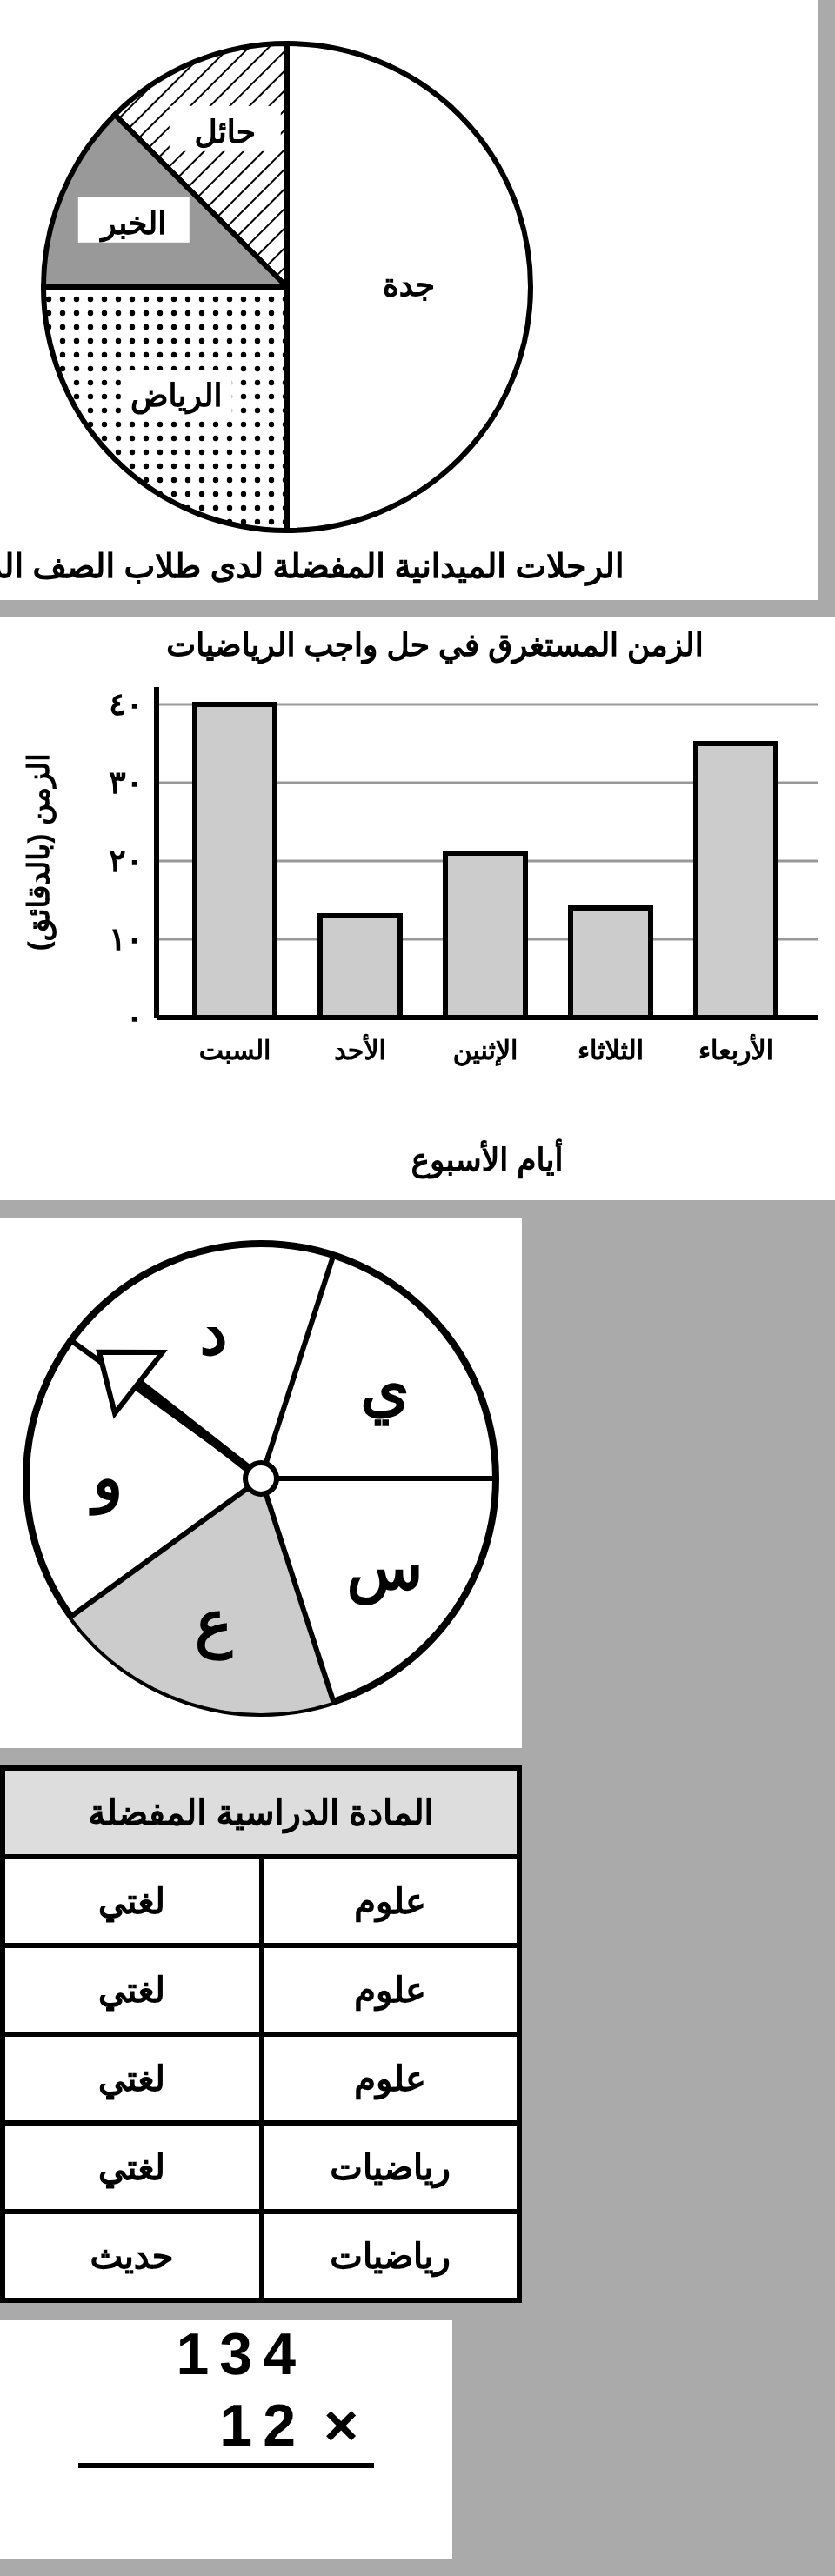 حائل
الخبر
جدة
الرياض
الرحلات الميدانية المفضلة لدى طلاب الصف
الزمن المستغرق في حل واجب الرياضيات
الزمن (بالدقائق)
٤٠
٣٠
٢٠
١٠
٠
السبت الأحد الإثنين الثلاثاء الأربعاء
أيام الأسبوع
د
ي
و
س
ع
المادة الدراسية المفضلة
علوم لغتي
علوم لغتي
علوم لغتي
رياضيات لغتي
رياضيات حديث
134
12 ×